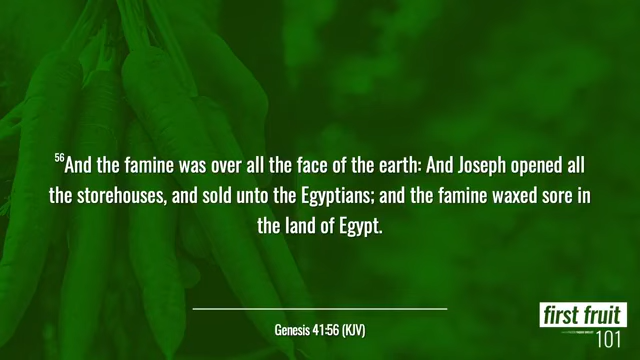 56And the famine was over all the face of the earth: And Joseph opened all
the storehouses, and sold unto the Egyptians; and the famine waxed sore in
the land of Egypt.
Genesis 41:56 (KJV)
first fruit
101